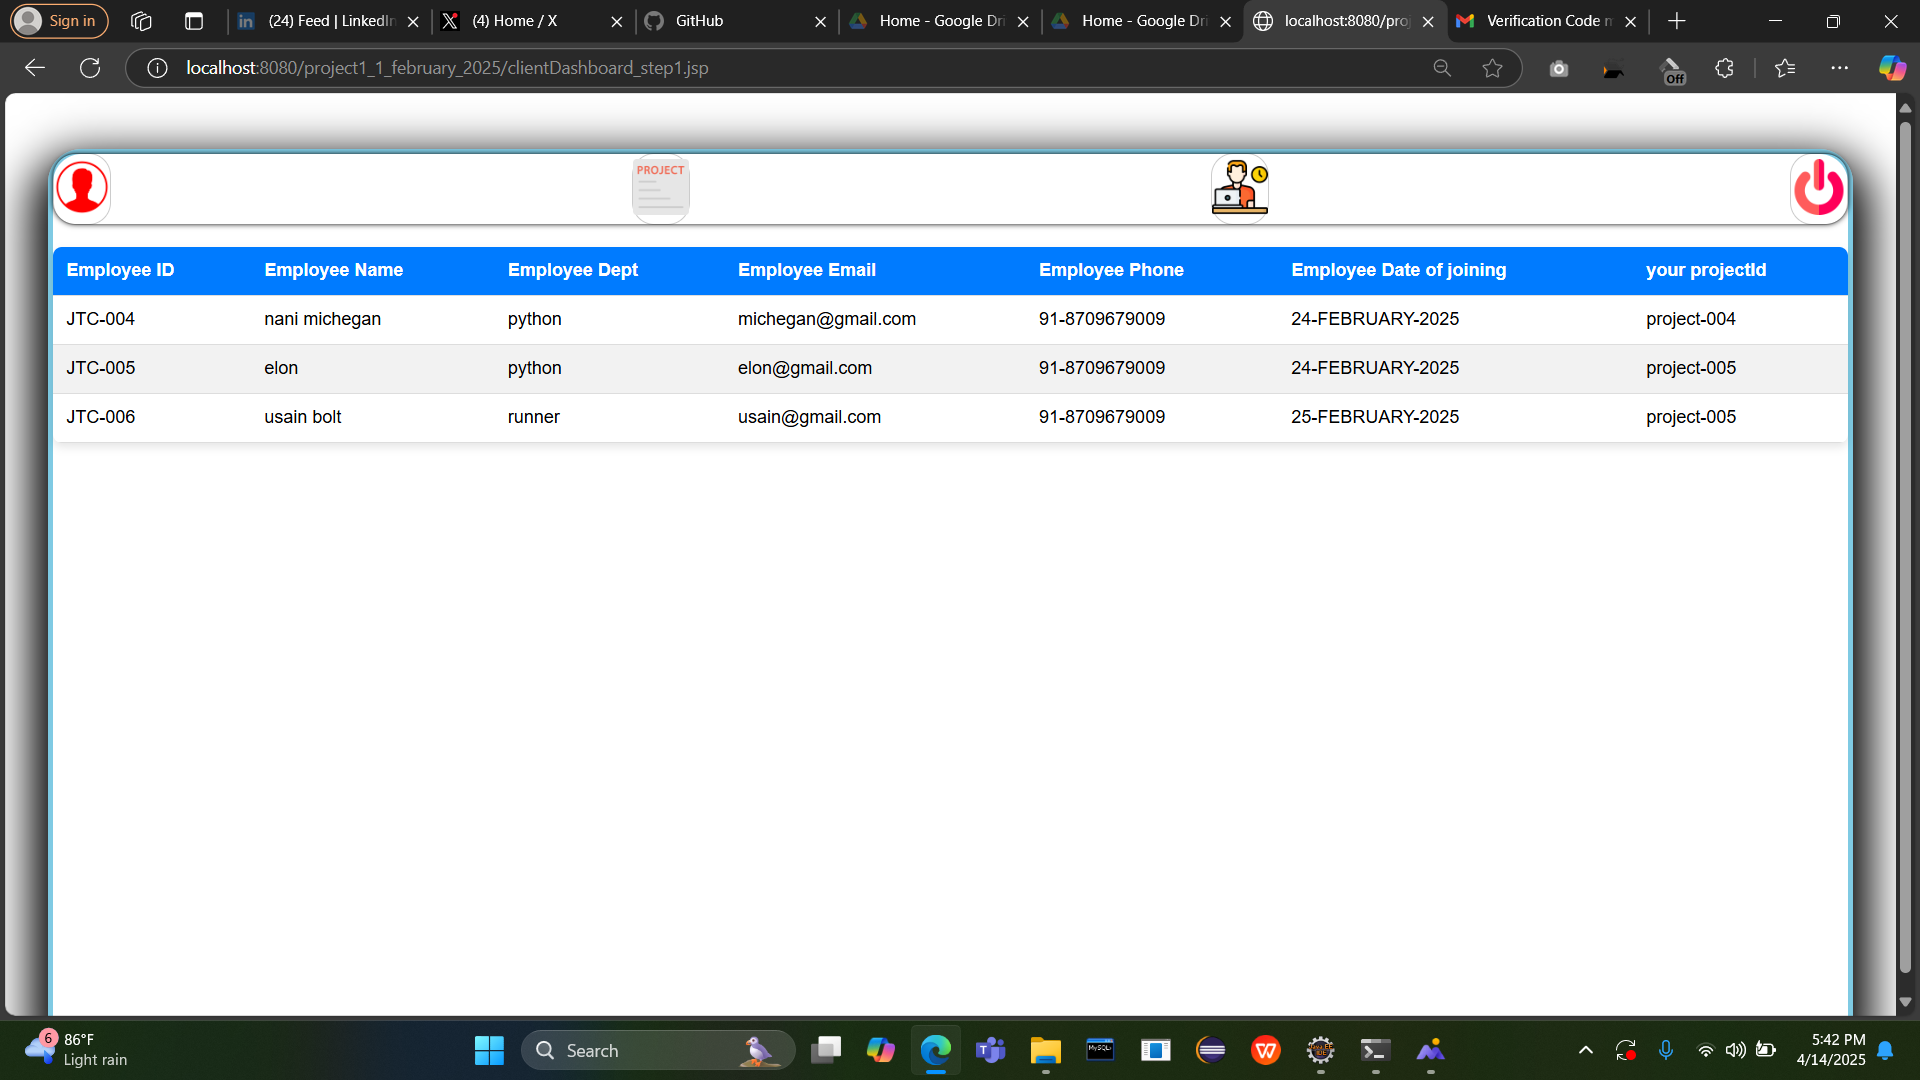 Sign in
(24) Feed | LinkedIn
(4) Home / X
GitHub
Home - Google Dri
Home - Google Dri
localhost:8080/proj
Verification Code
localhost:8080/project1_1_february_2025/clientDashboard_step1.jsp
Off
PROJECT
Employee ID Employee Name Employee Dept Employee Email Employee Phone Employee Date of joining your projectId
JTC-004 nani michegan python michegan@gmail.com 91-8709679009 24-FEBRUARY-2025 project-004
JTC-005 elon python elon@gmail.com 91-8709679009 24-FEBRUARY-2025 project-005
JTC-006 usain bolt runner usain@gmail.com 91-8709679009 25-FEBRUARY-2025 project-005
6
86°F
Light rain
Search
5:42 PM
4/14/2025